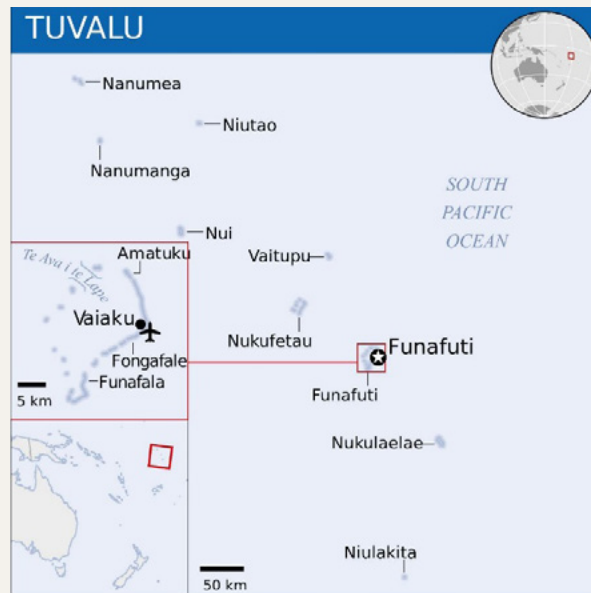 TUVALU
Nanumea
Niutao
Nanumanga
SOUTH
PACIFIC
OCEAN
Nui
Vaitupu
Nukufetau
Funafuti
Funafuti
Nukulaelae
Niulakita
50 km
Te Ava i te Lape
Amatuku
Vaiaku
Fongafale
Funafala
5 km